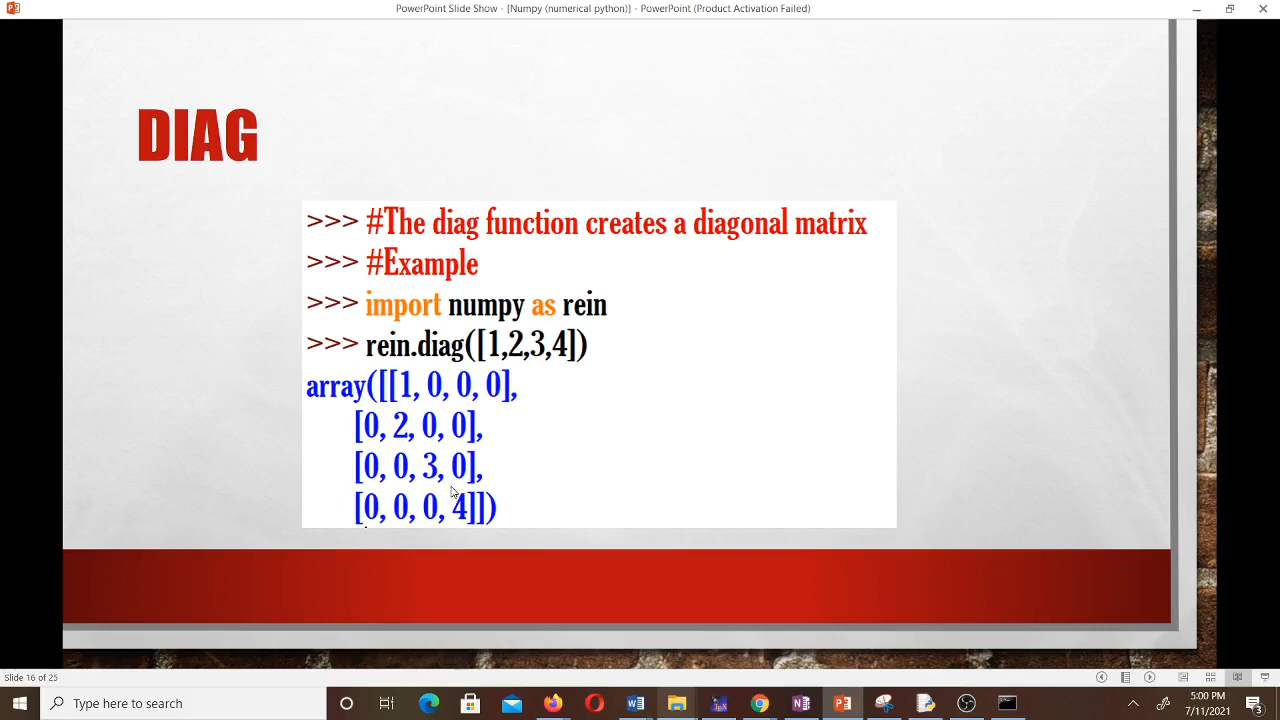 PowerPoint Slide Show - [Numpy (numerical python)] - PowerPoint (Product Activation Failed)
DIAG
>>> #The diag function creates a diagonal matrix
>>> #Example
>>> import numpy as rein
>>> rein.diag([1,2,3,4])
array([[1, 0, 0, 0],
[0, 2, 0, 0],
[0, 0, 3, 0],
[0, 0, 0, 4]])
Slide 16 of 25
Type here to search
5:00 PM
7/11/2021
3